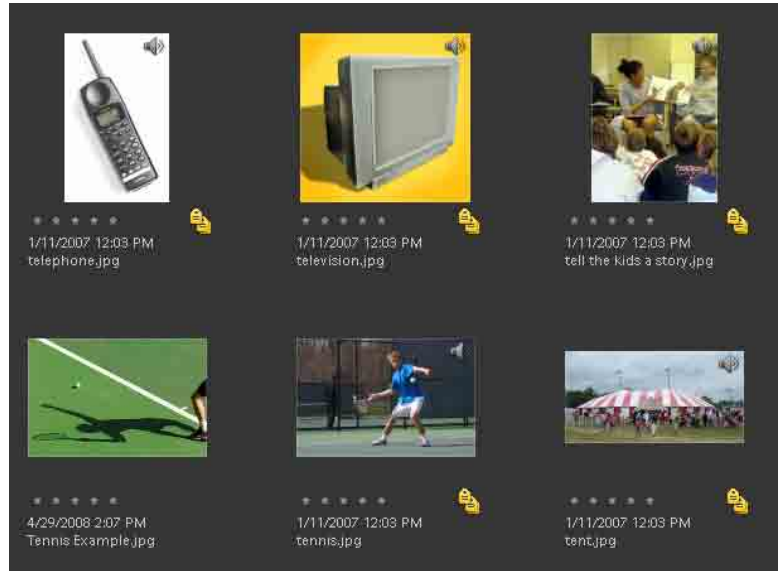 1/11/2007 12:03 PM
telephone.jpg
1/11/2007 12:03 PM
television.jpg
1/11/2007 12:03 PM
tell the kids a story.jpg
4/29/2008 2:07 PM
Tennis Example.jpg
1/11/2007 12:03 PM
tennis.jpg
1/11/2007 12:03 PM
tent.jpg